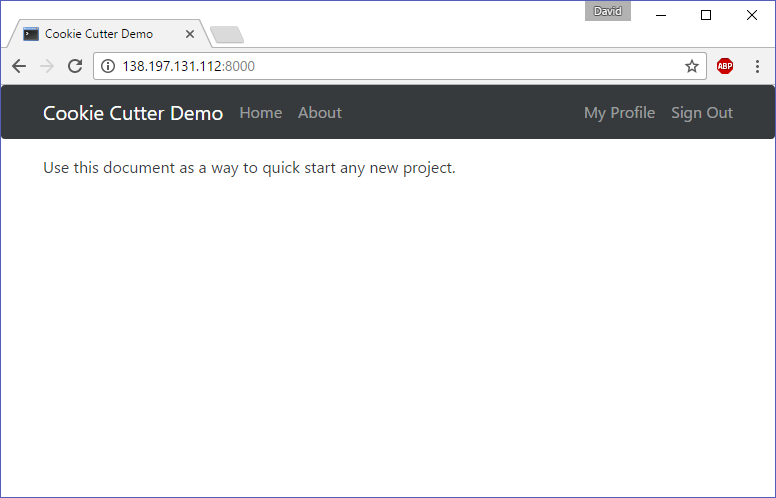 David
Cookie Cutter Demo
138.197.131.112:8000
ABP
Cookie Cutter Demo Home About My Profile Sign Out
Use this document as a way to quick start any new project.